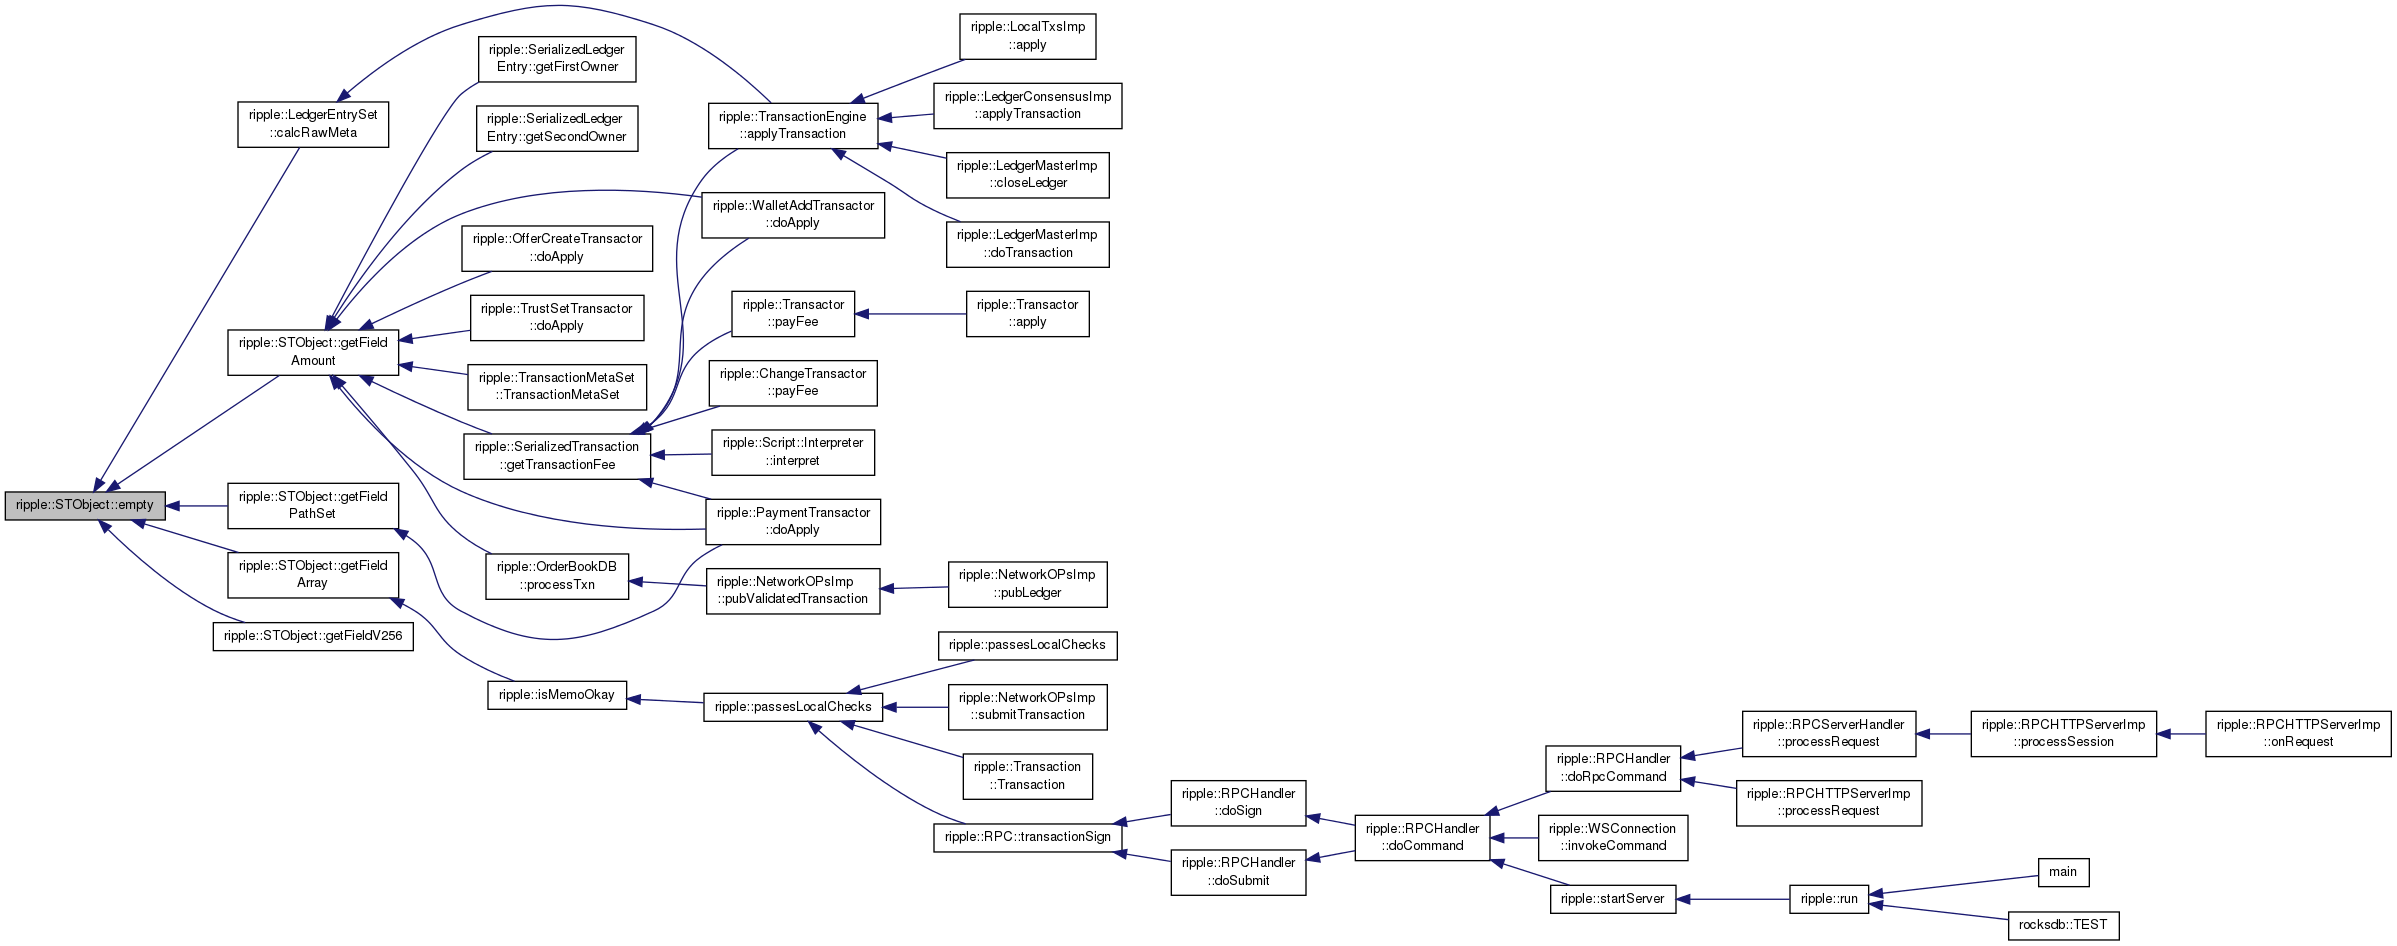 ripple::STObject::empty
ripple::LedgerEntrySet
::calcRawMeta
ripple::STObject::getField
Amount
ripple::STObject::getField
PathSet
ripple::STObject::getField
Array
ripple::STObject::getFieldV256
ripple::SerializedLedger
Entry::getFirstOwner
ripple::SerializedLedger
Entry::getSecondOwner
ripple::OfferCreateTransactor
::doApply
ripple::TrustSetTransactor
::doApply
ripple::TransactionMetaSet
::TransactionMetaSet
ripple::SerializedTransaction
::getTransactionFee
ripple::OrderBookDB
::processTxn
ripple::isMemoOkay
ripple::TransactionEngine
::applyTransaction
ripple::WalletAddTransactor
::doApply
ripple::Transactor
::payFee
ripple::ChangeTransactor
::payFee
ripple::Script::Interpreter
::interpret
ripple::PaymentTransactor
::doApply
ripple::NetworkOPsImp
::pubValidatedTransaction
ripple::passesLocalChecks
ripple::LocalTxsImp
::apply
ripple::LedgerConsensusImp
::applyTransaction
ripple::LedgerMasterImp
::closeLedger
ripple::LedgerMasterImp
::doTransaction
ripple::Transactor
::apply
ripple::NetworkOPsImp
::pubLedger
ripple::passesLocalChecks
ripple::NetworkOPsImp
::submitTransaction
ripple::Transaction
::Transaction
ripple::RPC::transactionSign
ripple::RPCHandler
::doSign
ripple::RPCHandler
::doSubmit
ripple::RPCHandler
::doCommand
ripple::RPCHandler
::doRpcCommand
ripple::WSConnection
::invokeCommand
ripple::startServer
ripple::RPCServerHandler
::processRequest
ripple::RPCHTTPServerImp
::processRequest
ripple::run
ripple::RPCHTTPServerImp
::processSession
main
rocksdb::TEST
ripple::RPCHTTPServerImp
::onRequest